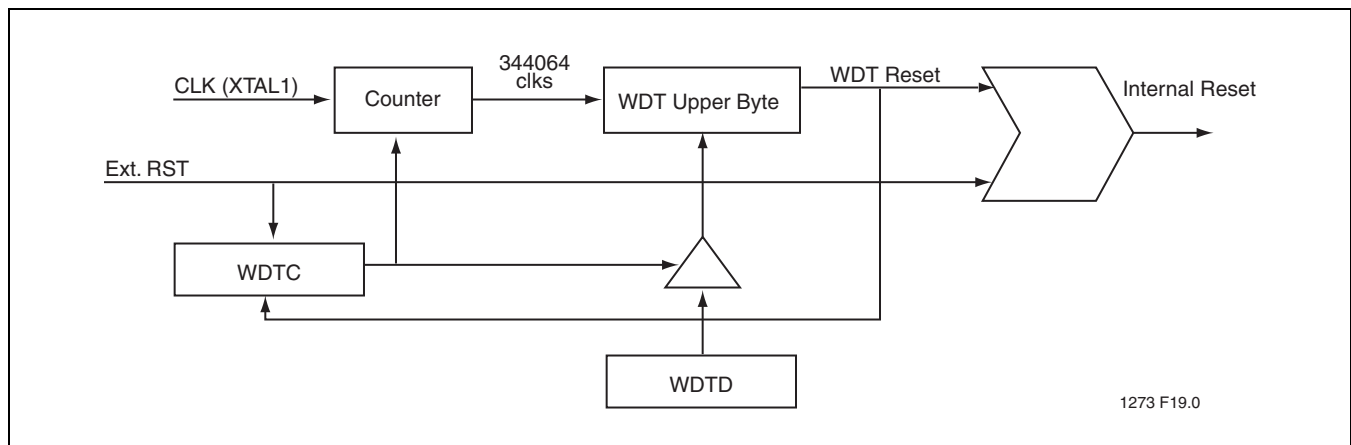 344064
clks
CLK (XTAL1)
Counter
WDT Upper Byte
WDT Reset
Internal Reset
Ext. RST
WDTC
WDTD
1273 F19.0